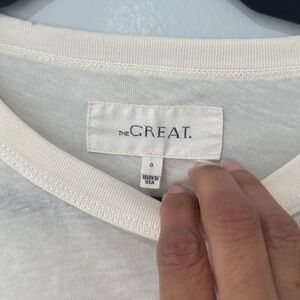 THE GREAT.
0
MADE IN
USA